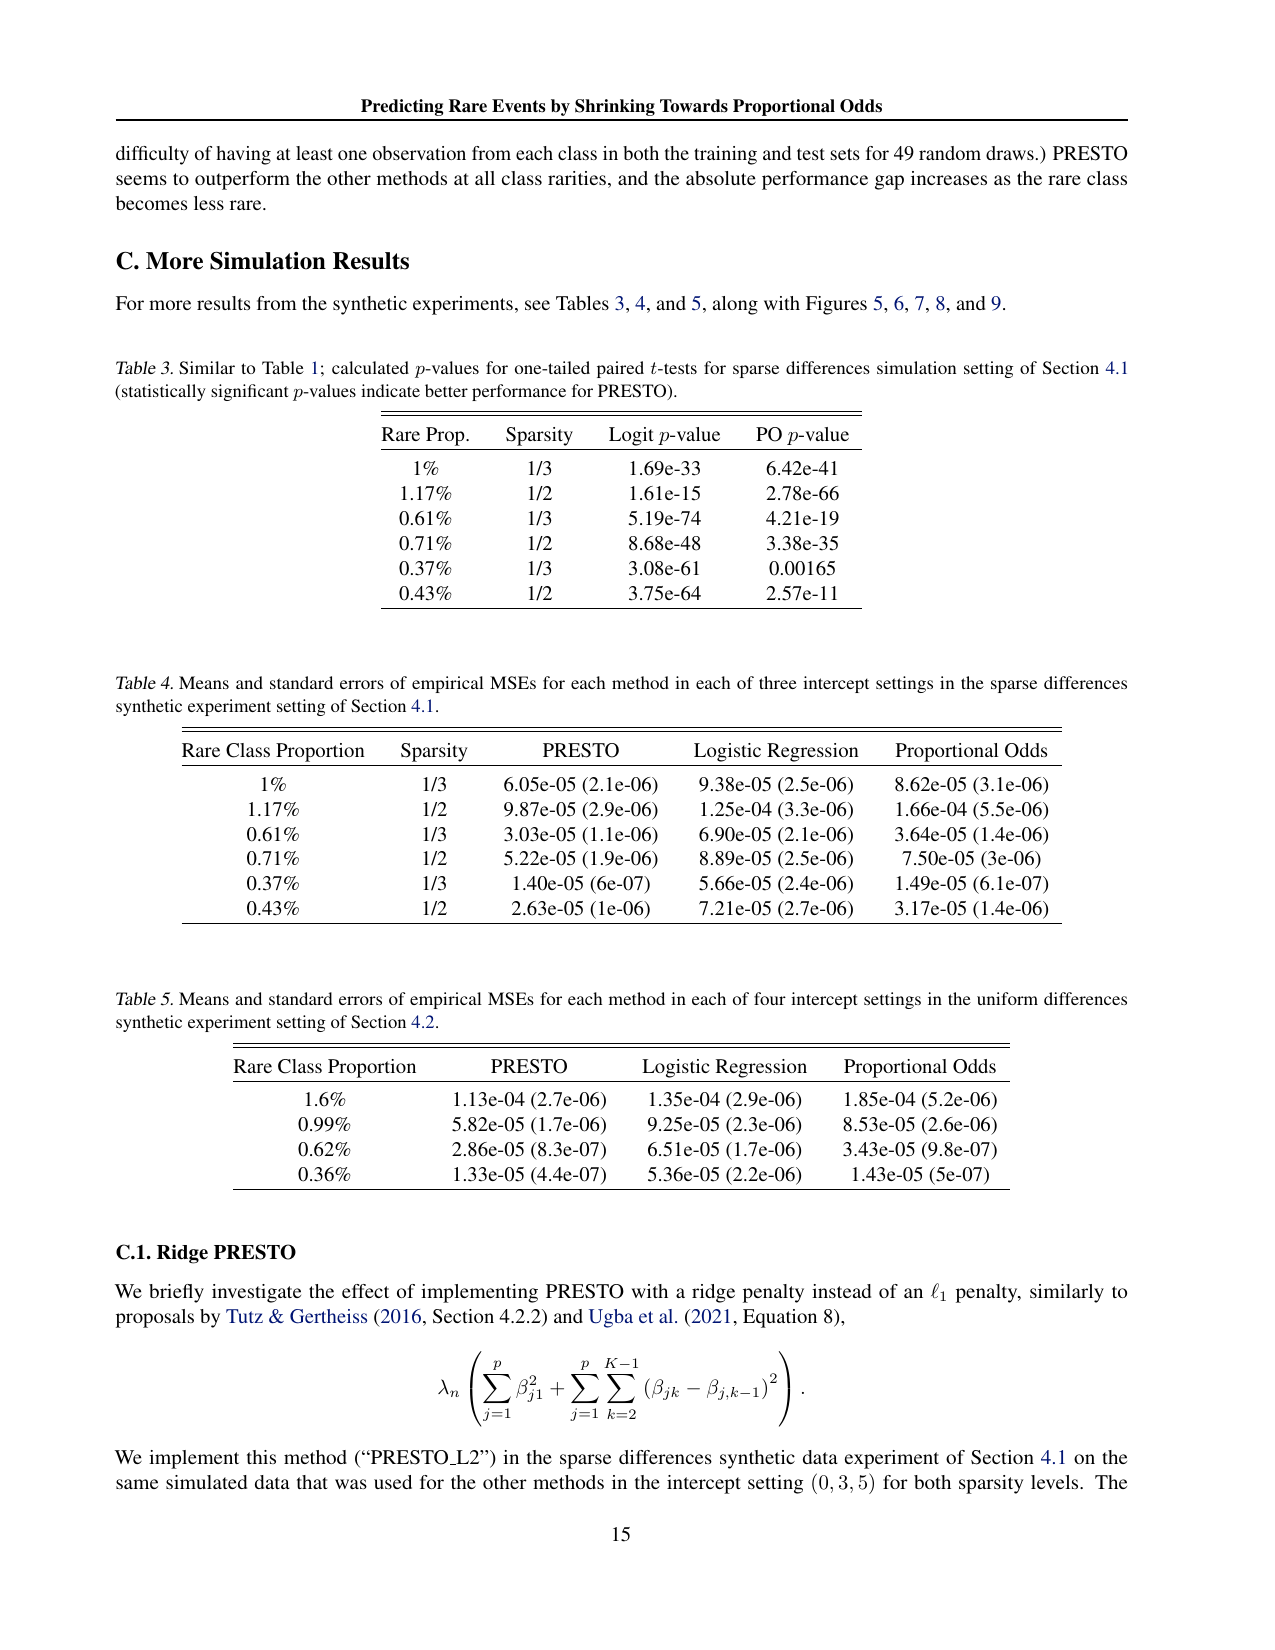 Predicting Rare Events by Shrinking Towards Proportional Odds
difficulty of having at least one observation from each class in both the training and test sets for 49 random draws.) PRESTO
seems to outperform the other methods at all class rarities, and the absolute performance gap increases as the rare class
becomes less rare.
C. More Simulation Results
For more results from the synthetic experiments, see Tables 3, 4, and 5, along with Figures 5, 6, 7, 8, and 9.
Table 3. Similar to Table 1; calculated p-values for one-tailed paired t-tests for sparse differences simulation setting of Section 4.1
(statistically significant p-values indicate better performance for PRESTO).
Rare Prop. Sparsity Logit p-value PO p-value
1% 1/3 1.69e-33 6.42e-41
1.17% 1/2 1.61e-15 2.78e-66
0.61% 1/3 5.19e-74 4.21e-19
0.71% 1/2 8.68e-48 3.38e-35
0.37% 1/3 3.08e-61 0.00165
0.43% 1/2 3.75e-64 2.57e-11
Table 4. Means and standard errors of empirical MSEs for each method in each of three intercept settings in the sparse differences
synthetic experiment setting of Section 4.1.
Rare Class Proportion Sparsity PRESTO Logistic Regression Proportional Odds
1% 1/3 6.05e-05 (2.1e-06) 9.38e-05 (2.5e-06) 8.62e-05 (3.1e-06)
1.17% 1/2 9.87e-05 (2.9e-06) 1.25e-04 (3.3e-06) 1.66e-04 (5.5e-06)
0.61% 1/3 3.03e-05 (1.1e-06) 6.90e-05 (2.1e-06) 3.64e-05 (1.4e-06)
0.71% 1/2 5.22e-05 (1.9e-06) 8.89e-05 (2.5e-06) 7.50e-05 (3e-06)
0.37% 1/3 1.40e-05 (6e-07) 5.66e-05 (2.4e-06) 1.49e-05 (6.1e-07)
0.43% 1/2 2.63e-05 (1e-06) 7.21e-05 (2.7e-06) 3.17e-05 (1.4e-06)
Table 5. Means and standard errors of empirical MSEs for each method in each of four intercept settings in the uniform differences
synthetic experiment setting of Section 4.2.
Rare Class Proportion PRESTO Logistic Regression Proportional Odds
1.6% 1.13e-04 (2.7e-06) 1.35e-04 (2.9e-06) 1.85e-04 (5.2e-06)
0.99% 5.82e-05 (1.7e-06) 9.25e-05 (2.3e-06) 8.53e-05 (2.6e-06)
0.62% 2.86e-05 (8.3e-07) 6.51e-05 (1.7e-06) 3.43e-05 (9.8e-07)
0.36% 1.33e-05 (4.4e-07) 5.36e-05 (2.2e-06) 1.43e-05 (5e-07)
C.1. Ridge PRESTO
We briefly investigate the effect of implementing PRESTO with a ridge penalty instead of an ℓ₁ penalty, similarly to
proposals by Tutz & Gertheiss (2016, Section 4.2.2) and Ugba et al. (2021, Equation 8),
λ_n ( ∑_{j=1}^{p} β_{j1}^2 + ∑_{j=1}^{p} ∑_{k=2}^{K−1} (β_{jk} − β_{j,k−1})^2 ) .
We implement this method (“PRESTO_L2”) in the sparse differences synthetic data experiment of Section 4.1 on the
same simulated data that was used for the other methods in the intercept setting (0, 3, 5) for both sparsity levels. The
15